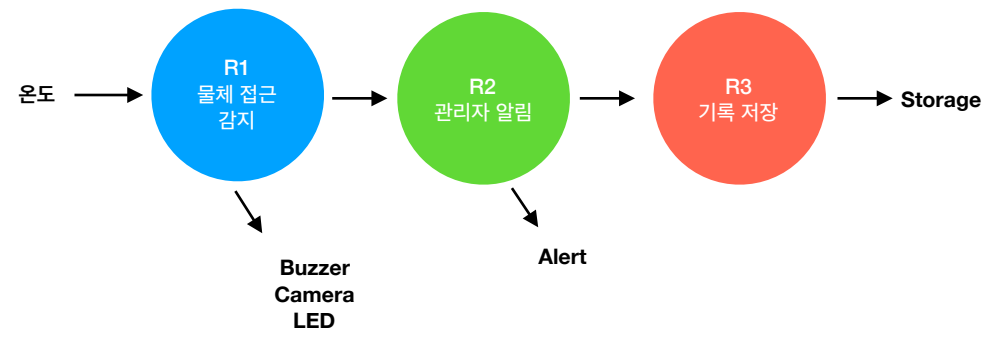 온도
R1
물체 접근
감지
R2
관리자 알림
R3
기록 저장
Storage
Buzzer
Camera
LED
Alert